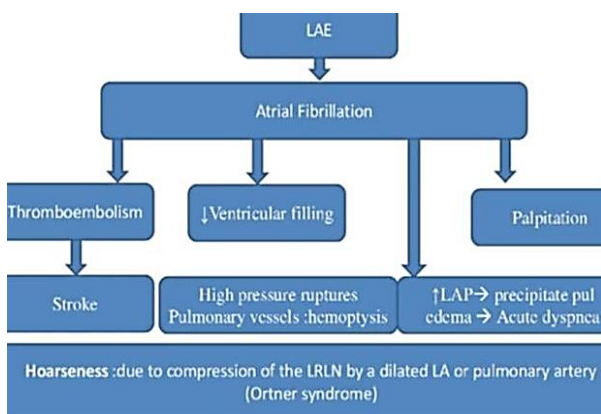 LAE
Atrial Fibrillation
Thromboembolism
↓Ventricular filling
Palpitation
Stroke
High pressure ruptures
Pulmonary vessels :hemoptysis
↑LAP→ precipitate pul
edema → Acute dyspnea
Hoarseness :due to compression of the LRLN by a dilated LA or pulmonary artery
(Ortner syndrome)